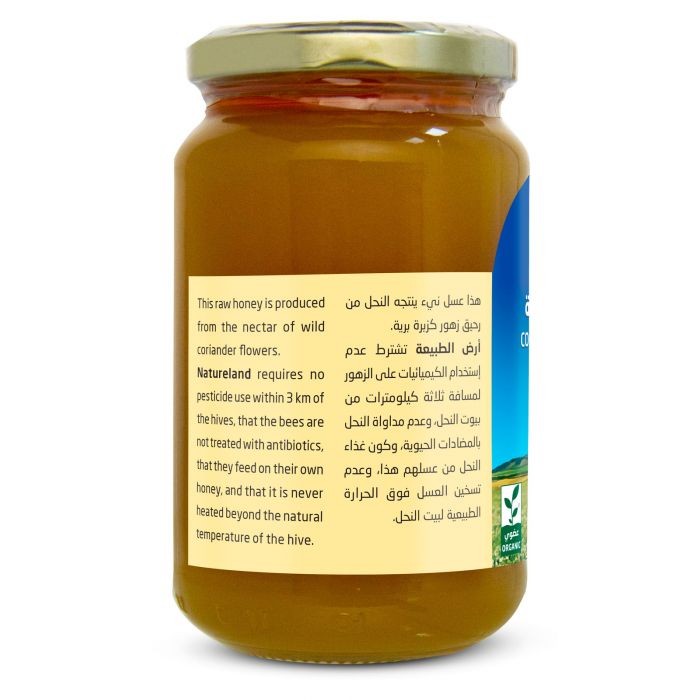 This raw honey is produced
from the nectar of wild
coriander flowers.
Natureland requires no
pesticide use within 3 km of
the hives, that the bees are
not treated with antibiotics,
that they feed on their own
honey, and that it is never
heated beyond the natural
temperature of the hive.
هذا عسل نيء ينتجه النحل من
رحيق زهور كزبرة برية.
أرض الطبيعة تشترط عدم
إستخدام الكيميائيات على الزهور
لمسافة ثلاثة كيلومترات من
بيوت النحل، وعدم مداواة النحل
بالمضادات الحيوية، وكون غذاء
النحل من عسلهم هذا، وعدم
تسخين العسل فوق الحرارة
الطبيعية لبيت النحل.
ة
CO
عضوي
ORGANIC